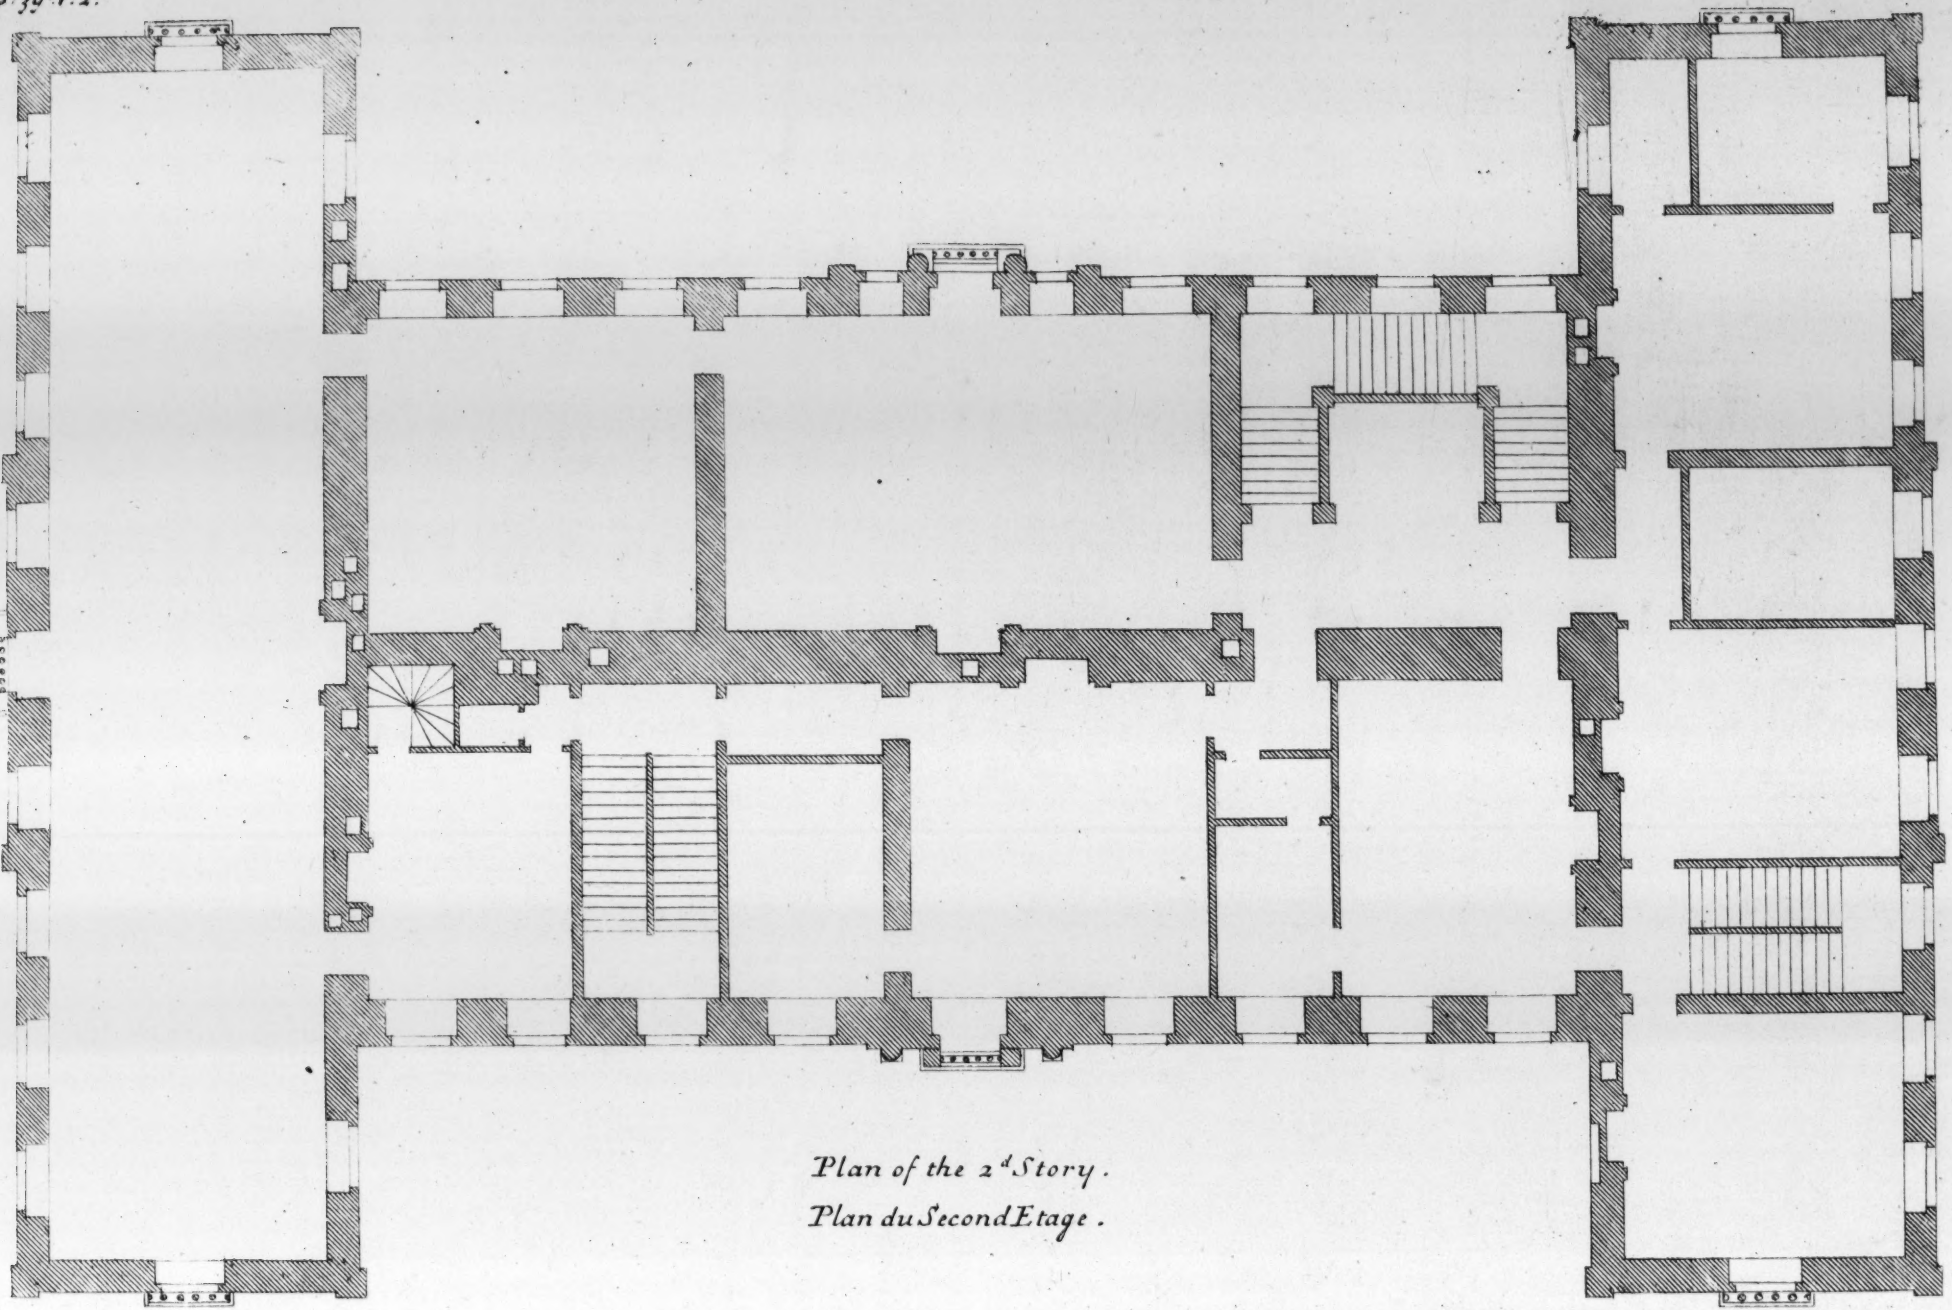 Plan of the 2d Story.
Plan du Second Etage.